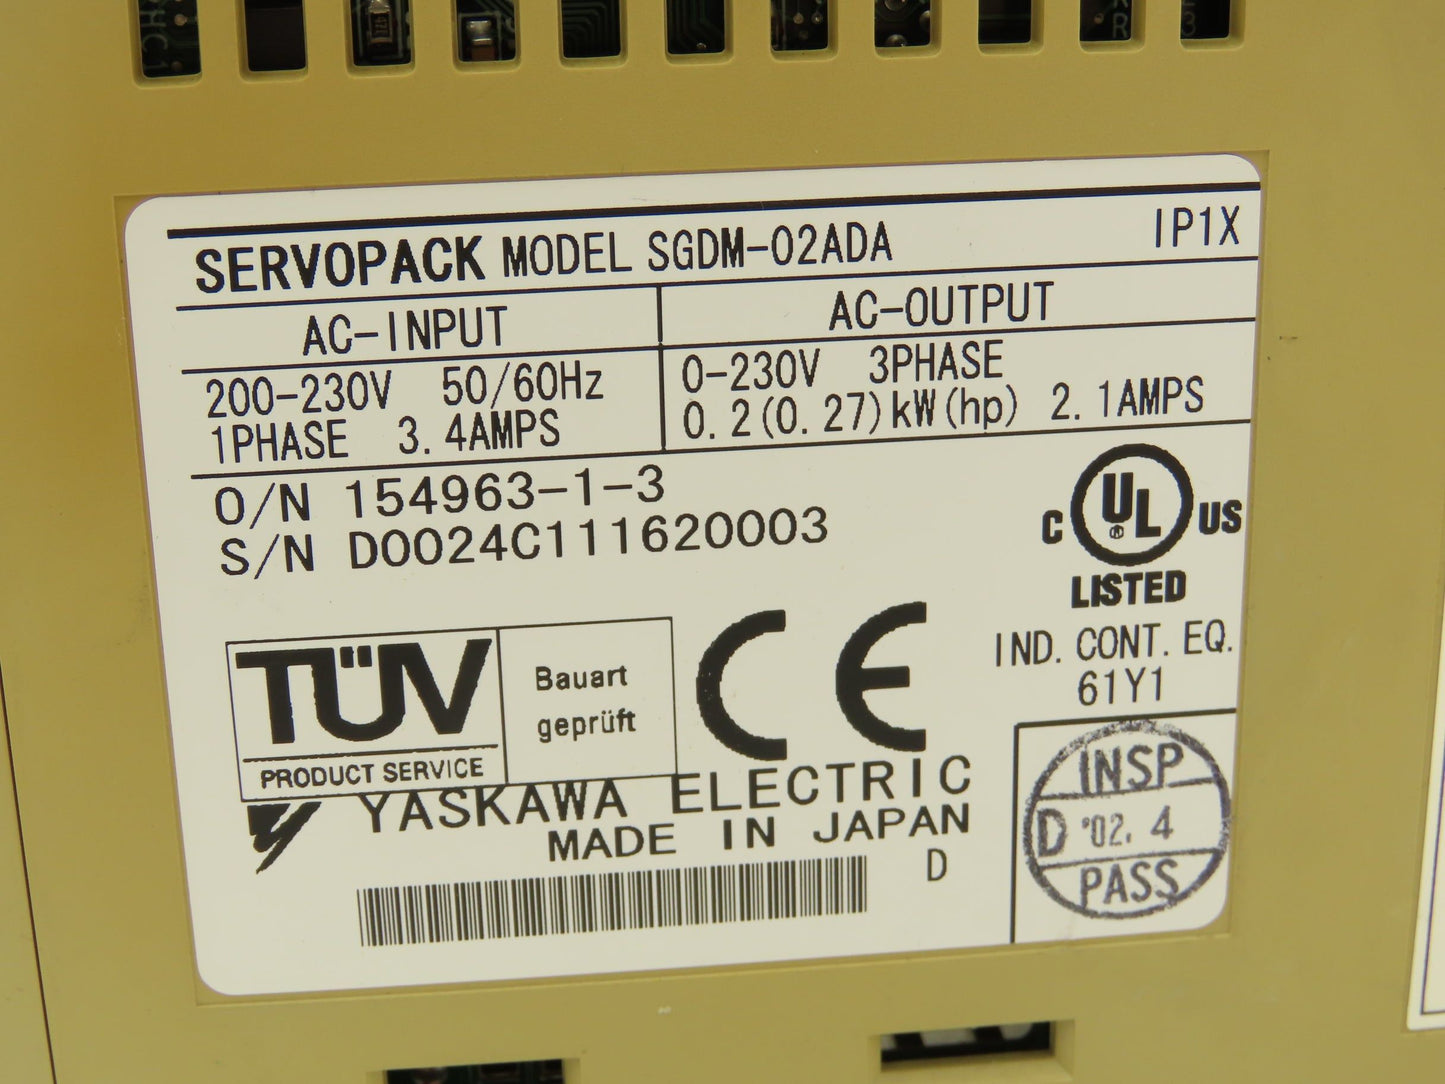 SERVOPACK MODEL SGDM-02ADA IP1X
AC-INPUT
AC-OUTPUT
200-230V 50/60Hz
1PHASE 3.4AMPS
0-230V 3PHASE
0.2(0.27)kW(hp) 2.1AMPS
O/N 154963-1-3
S/N D0024C111620003
C UL® US
LISTED
IND. CONT. EQ.
61Y1
TÜV
PRODUCT SERVICE
Bauart
geprüft
CE
YASKAWA ELECTRIC
MADE IN JAPAN
D
INSP
D '02.4
PASS